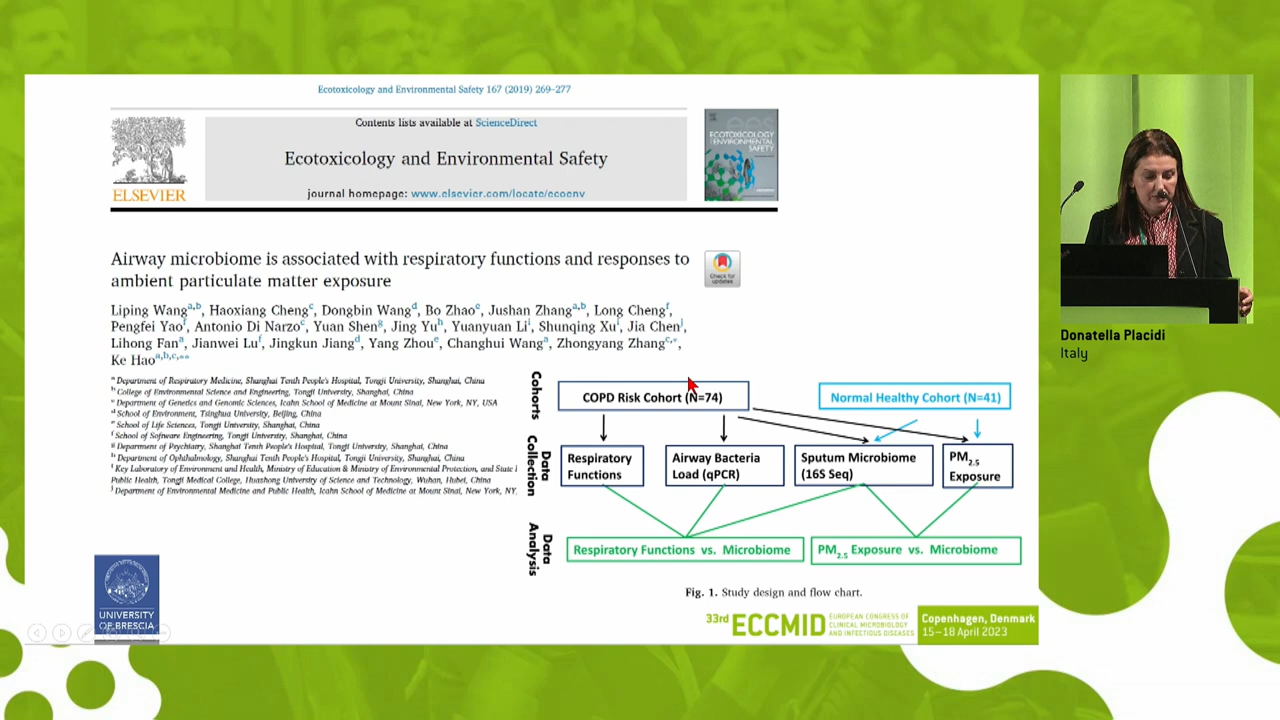 Ecotoxicology and Environmental Safety 167 (2019) 269–277
Contents lists available at ScienceDirect
Ecotoxicology and Environmental Safety
journal homepage: www.elsevier.com/locate/ecoenv
ELSEVIER
ees
ECOTOXICOLOGY
ENVIRONMENTAL
SAFETY
Airway microbiome is associated with respiratory functions and responses to
ambient particulate matter exposure
Check for
updates
Liping Wang a,b, Haoxiang Cheng c, Dongbin Wang d, Bo Zhao e, Jushan Zhang a,b, Long Cheng f,
Pengfei Yao f, Antonio Di Narzo c, Yuan Shen g, Jing Yu h, Yuanyuan Li i, Shunqing Xu i, Jia Chen j,
Lihong Fan a, Jianwei Lu f, Jingkun Jiang d, Yang Zhou e, Changhui Wang a, Zhongyang Zhang c,*,
Ke Hao a,b,c,**
a Department of Respiratory Medicine, Shanghai Tenth People's Hospital, Tongji University, Shanghai, China
b College of Environmental Science and Engineering, Tongji University, Shanghai, China
c Department of Genetics and Genomic Sciences, Icahn School of Medicine at Mount Sinai, New York, NY, USA
d School of Environment, Tsinghua University, Beijing, China
e School of Life Sciences, Tongji University, Shanghai, China
f School of Software Engineering, Tongji University, Shanghai, China
g Department of Psychiatry, Shanghai Tenth People's Hospital, Tongji University, Shanghai, China
h Department of Ophthalmology, Shanghai Tenth People's Hospital, Tongji University, Shanghai, China
Key Laboratory of Environment and Health, Ministry of Education & Ministry of Environmental Protection, and State
Public Health, Tongji Medical College, Huazhong University of Science and Technology, Wuhan, Hubei, China
j Department of Environmental Medicine and Public Health, Icahn School of Medicine at Mount Sinai, New York, NY,
Cohorts
COPD Risk Cohort (N=74)
Normal Healthy Cohort (N=41)
Data
Collection
Respiratory
Functions
Airway Bacteria
Load (qPCR)
Sputum Microbiome
(16S Seq)
PM2.5
Exposure
Data
Analysis
Respiratory Functions vs. Microbiome
PM2.5 Exposure vs. Microbiome
Fig. 1. Study design and flow chart.
UNIVERSITY
OF BRESCIA
33rd ECCMID
EUROPEAN CONGRESS OF
CLINICAL MICROBIOLOGY
AND INFECTIOUS DISEASES
Copenhagen, Denmark
15–18 April 2023
Donatella Placidi
Italy